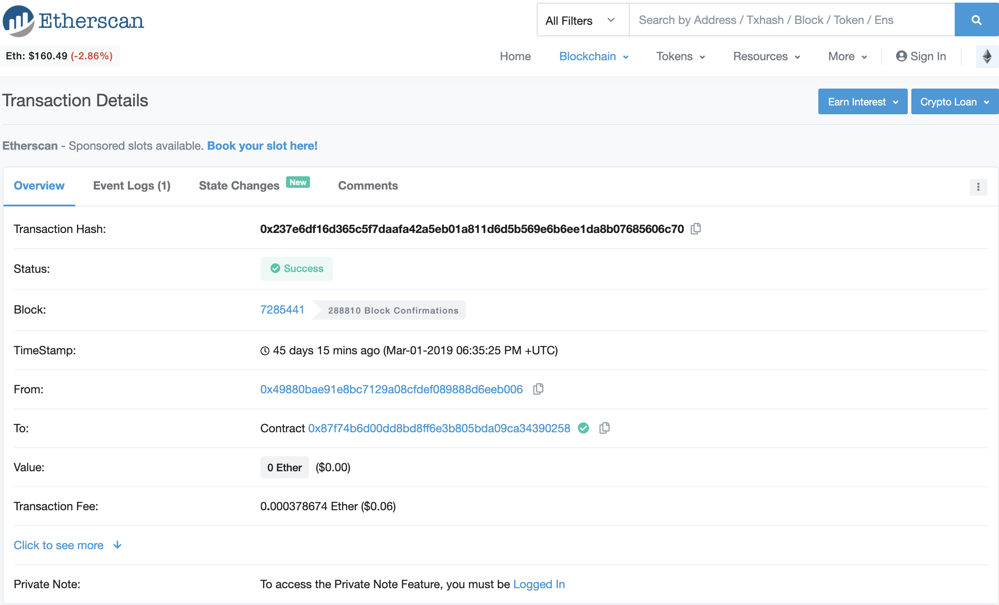 Etherscan
All Filters Search by Address / Txhash / Block / Token / Ens
Eth: $160.49 (-2.86%)
Home Blockchain Tokens Resources More Sign In
Transaction Details
Earn Interest Crypto Loan
Etherscan - Sponsored slots available. Book your slot here!
Overview Event Logs (1) State Changes New Comments
Transaction Hash: 0x237e6df16d365c5f7daafa42a5eb01a811d6d5b569e6b6ee1da8b07685606c70
Status: Success
Block: 7285441 288810 Block Confirmations
TimeStamp: 45 days 15 mins ago (Mar-01-2019 06:35:25 PM +UTC)
From: 0x49880bae91e8bc7129a08cfdef089888d6eeb006
To: Contract 0x87f74b6d00dd8bd8ff6e3b805bda09ca34390258
Value: 0 Ether ($0.00)
Transaction Fee: 0.000378674 Ether ($0.06)
Click to see more
Private Note: To access the Private Note Feature, you must be Logged In